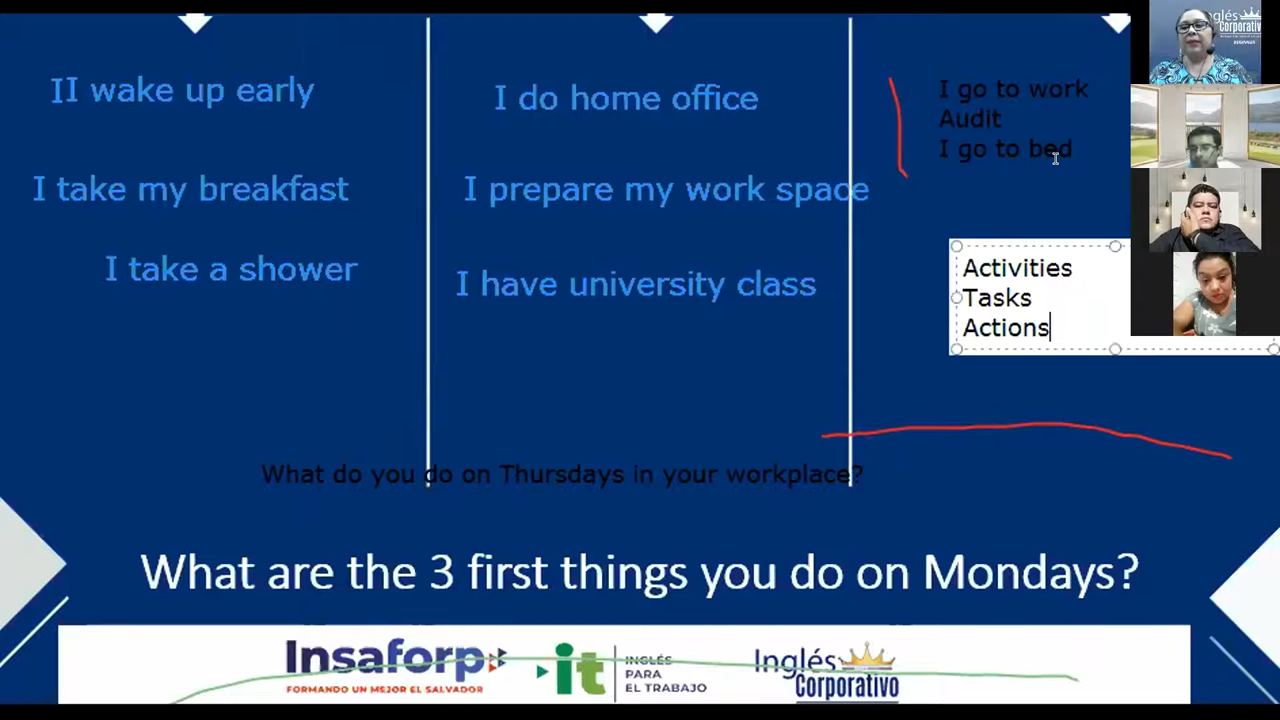 II wake up early
I take my breakfast
I take a shower
I do home office
I prepare my work space
I have university class
I go to work
Audit
I go to bed
Activities
Tasks
Actions
What do you do on Thursdays in your workplace?
What are the 3 first things you do on Mondays?
Insaforp
FORMANDO UN MEJOR EL SALVADOR
it
INGLÉS
PARA
EL TRABAJO
Inglés
Corporativo
Inglés
Corporativo